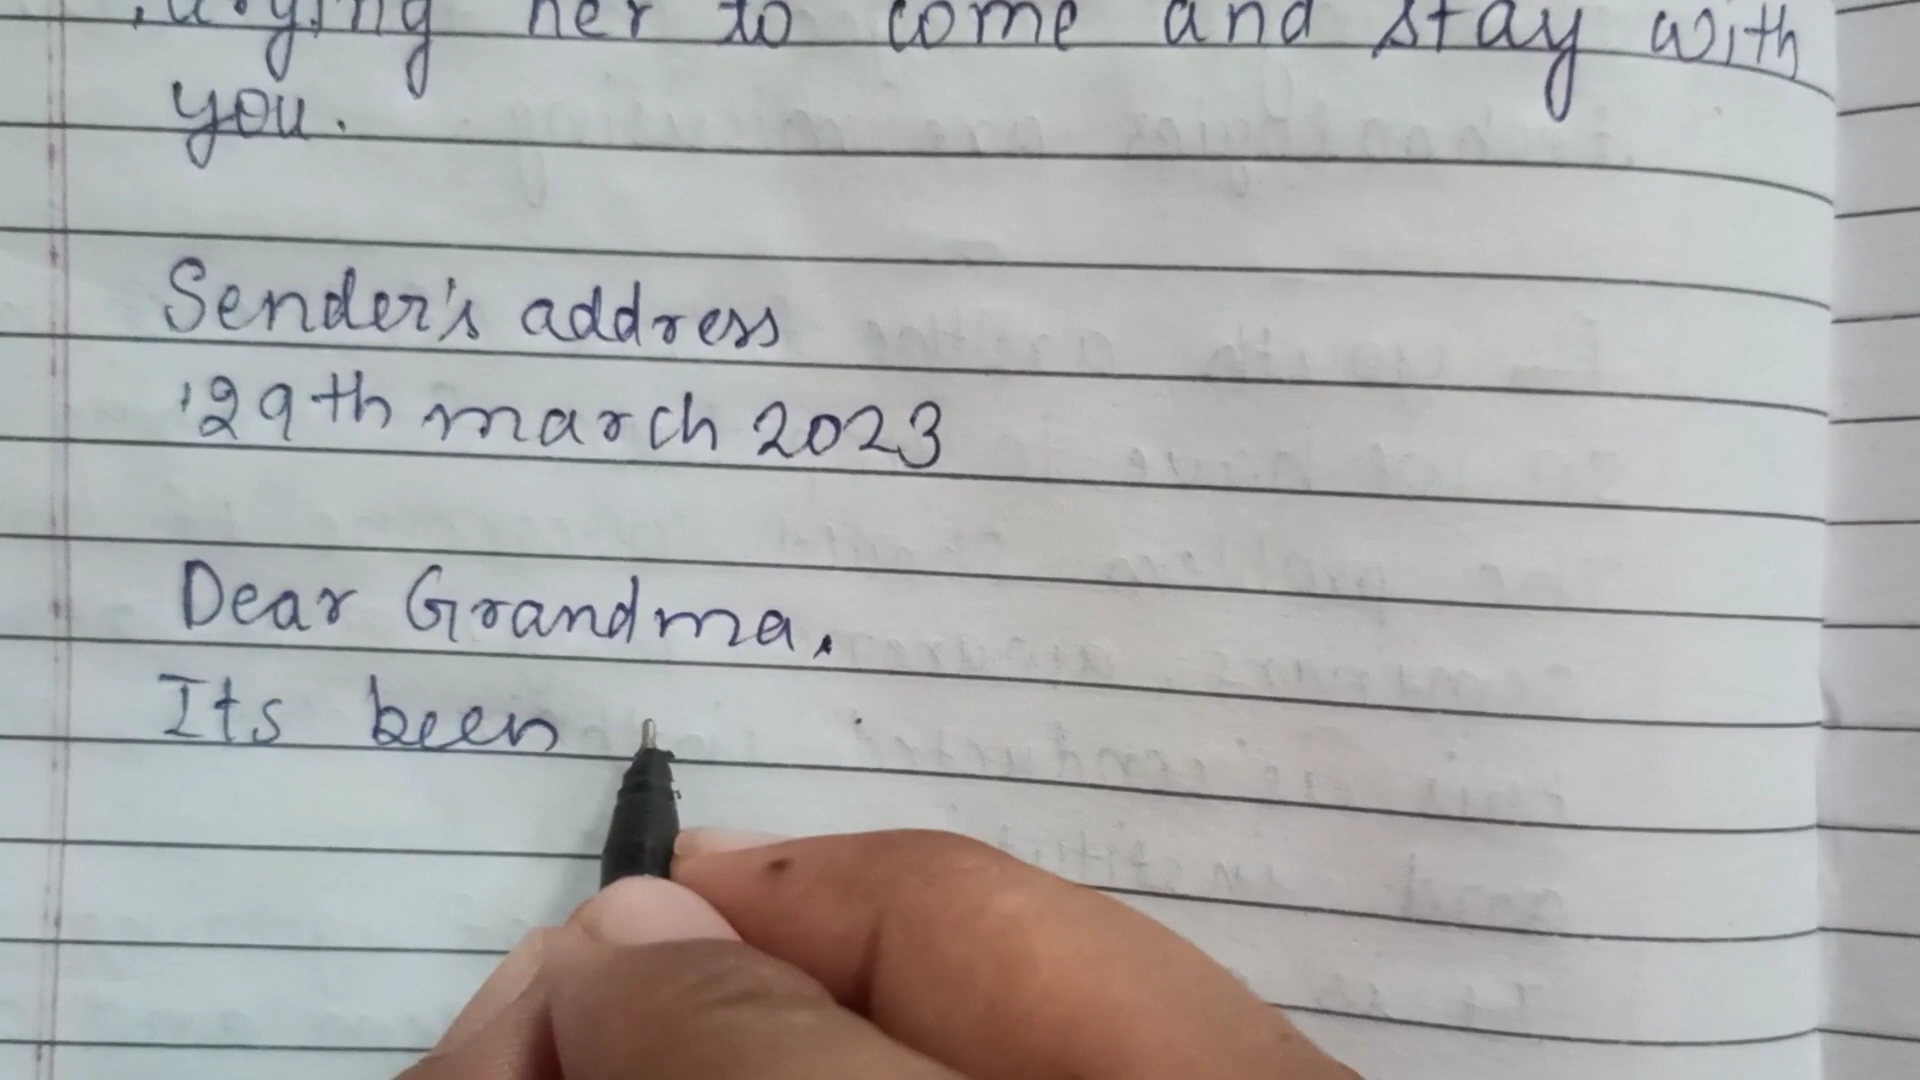 her to come and stay with
you.
Sender's address
29th march 2023
Dear Grandma,
Its been